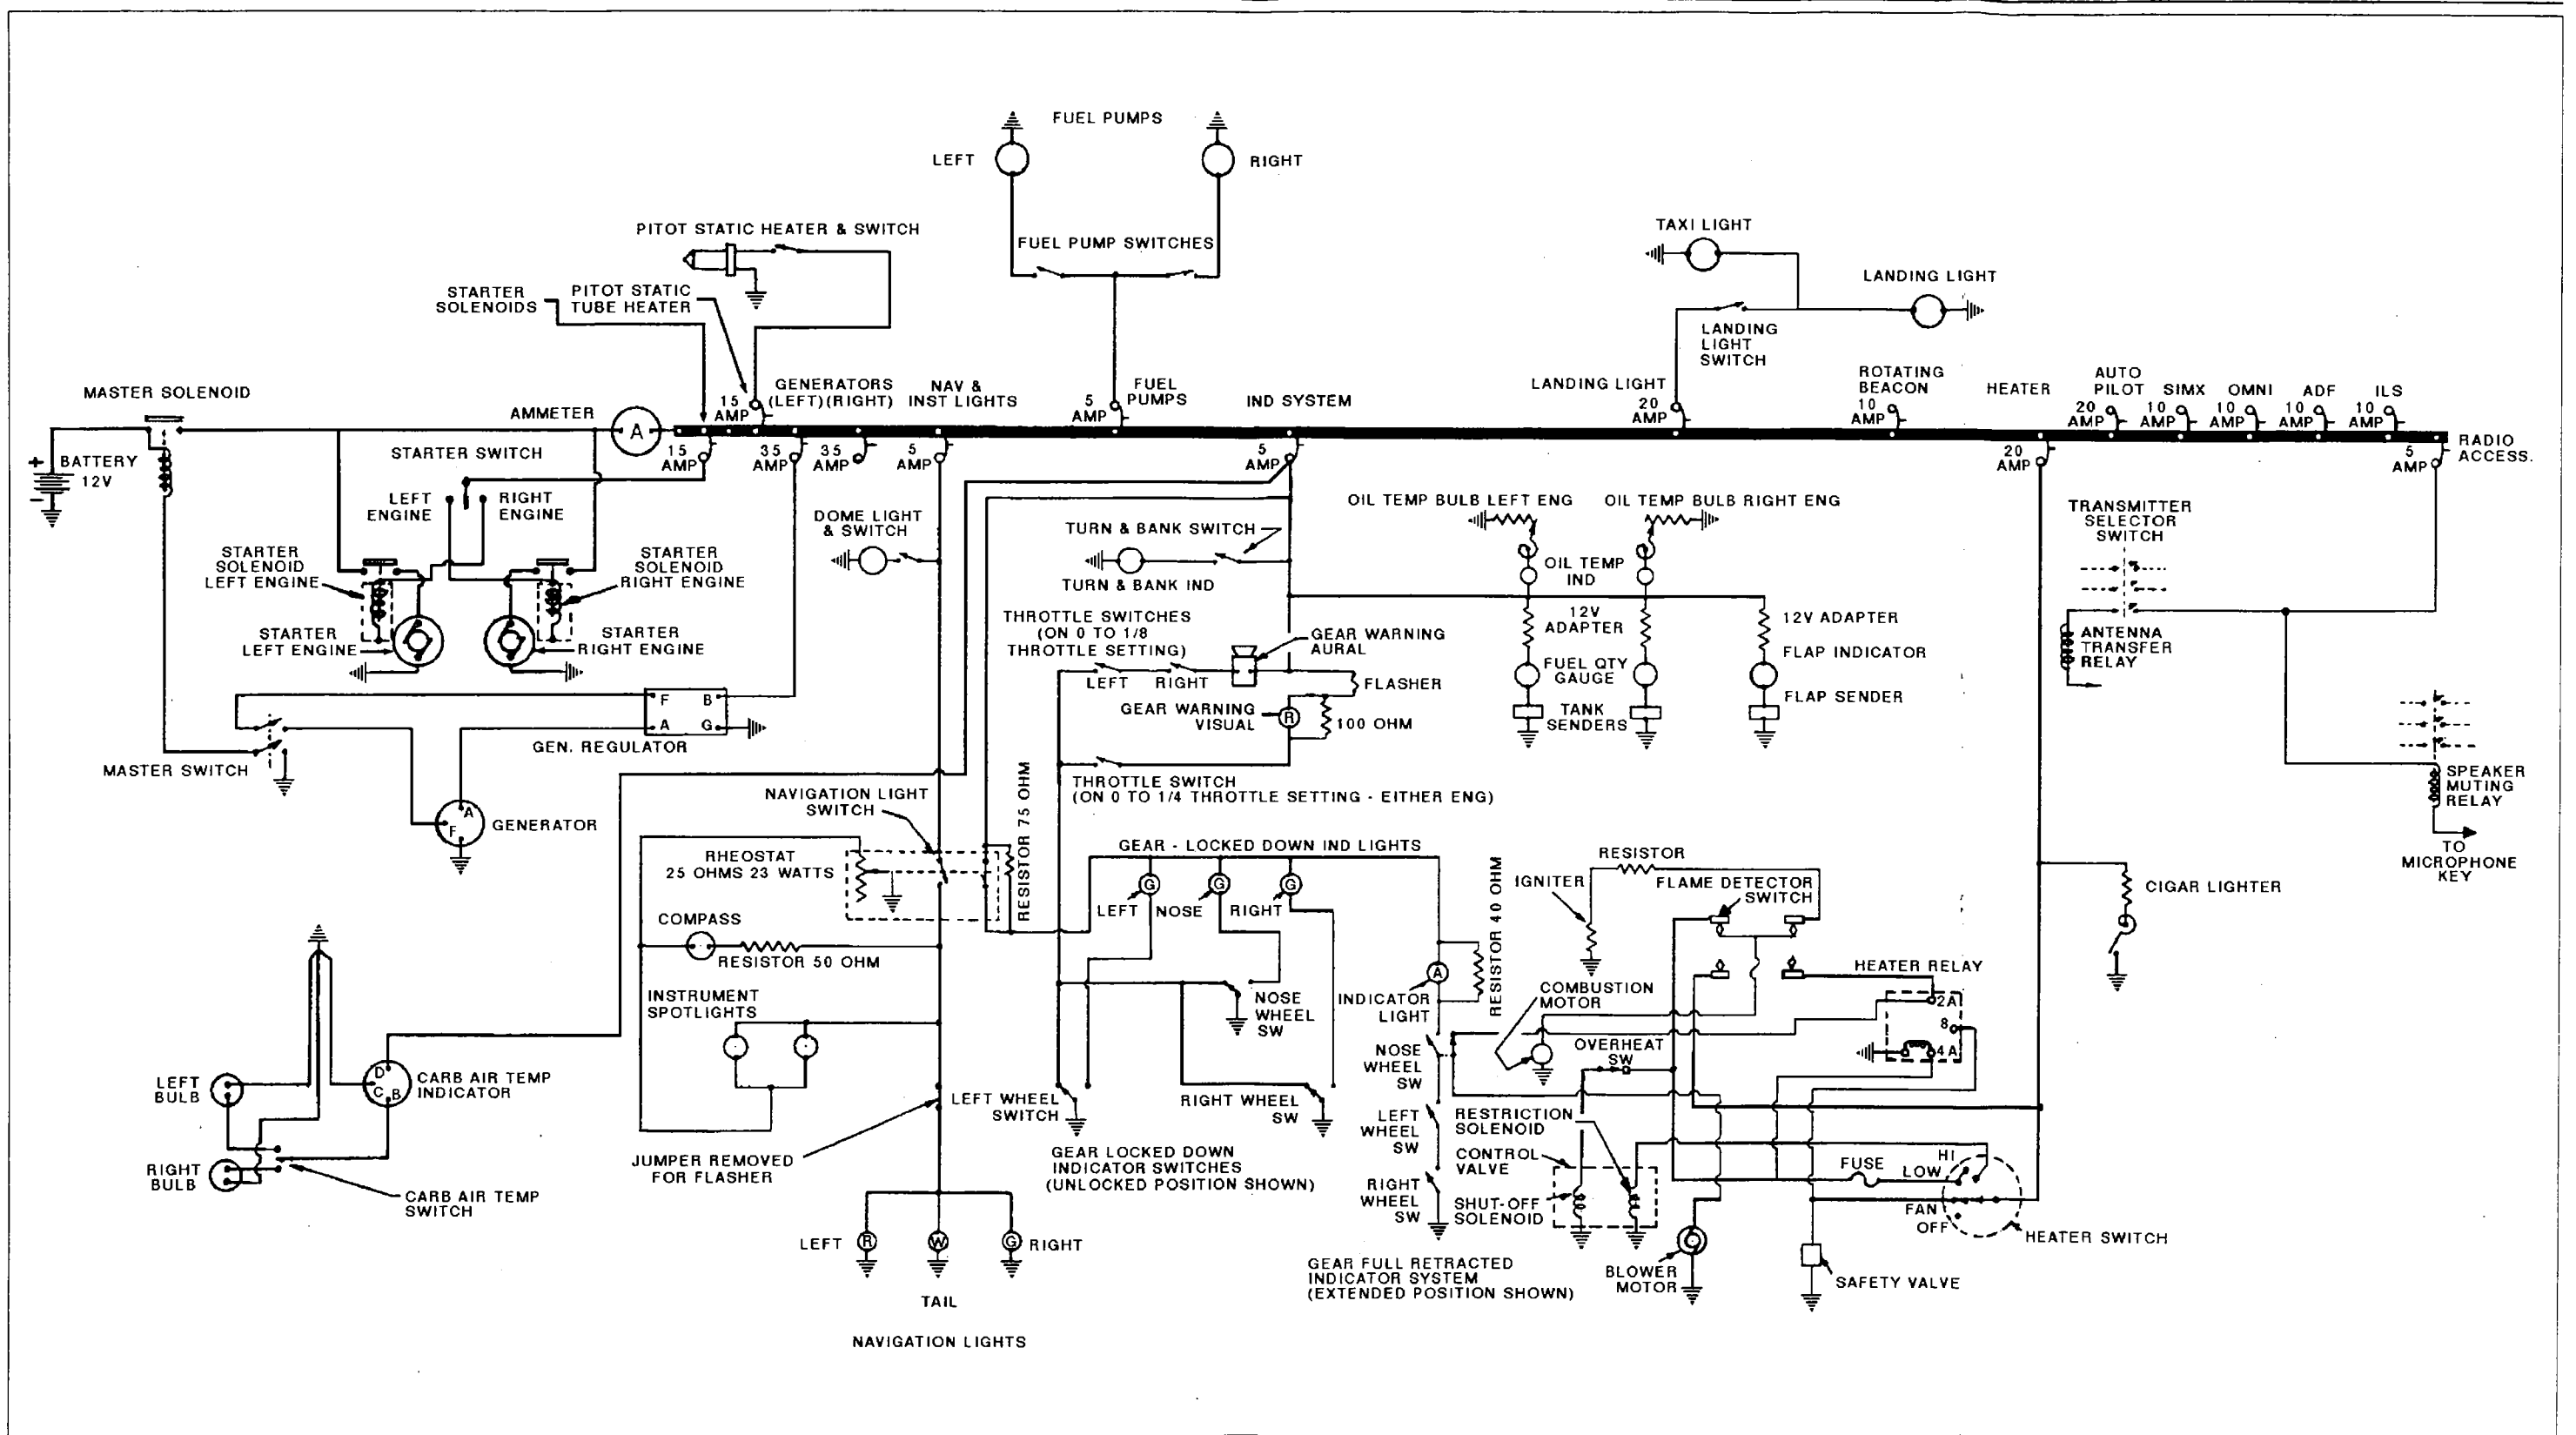 FUEL PUMPS
LEFT
RIGHT
PITOT STATIC HEATER & SWITCH
FUEL PUMP SWITCHES
TAXI LIGHT
LANDING LIGHT
STARTER
SOLENOIDS
PITOT STATIC
TUBE HEATER
LANDING
LIGHT
SWITCH
MASTER SOLENOID
AMMETER
A
15
AMP
GENERATORS
(LEFT)(RIGHT)
NAV &
INST LIGHTS
5
AMP
FUEL
PUMPS
IND SYSTEM
LANDING LIGHT
20
AMP
ROTATING
BEACON
10
AMP
HEATER
AUTO
PILOT
20
AMP
SIMX
10
AMP
OMNI
10
AMP
ADF
10
AMP
ILS
10
AMP
RADIO
ACCESS.
15
AMP
35
AMP
35
AMP
5
AMP
5
AMP
20
AMP
5
AMP
+
BATTERY
12V
-
STARTER SWITCH
LEFT
ENGINE
RIGHT
ENGINE
STARTER
SOLENOID
LEFT ENGINE
STARTER
SOLENOID
RIGHT ENGINE
STARTER
LEFT ENGINE
STARTER
RIGHT ENGINE
F B
A G
GEN. REGULATOR
MASTER SWITCH
A
F
GENERATOR
DOME LIGHT
& SWITCH
TURN & BANK SWITCH
TURN & BANK IND
OIL TEMP BULB LEFT ENG
OIL TEMP BULB RIGHT ENG
OIL TEMP
IND
12V
ADAPTER
12V ADAPTER
FUEL QTY
GAUGE
FLAP INDICATOR
FLAP SENDER
TANK
SENDERS
THROTTLE SWITCHES
(ON 0 TO 1/8
THROTTLE SETTING)
LEFT
RIGHT
GEAR WARNING
AURAL
FLASHER
GEAR WARNING
VISUAL
R
100 OHM
THROTTLE SWITCH
(ON 0 TO 1/4 THROTTLE SETTING - EITHER ENG)
TRANSMITTER
SELECTOR
SWITCH
ANTENNA
TRANSFER
RELAY
SPEAKER
MUTING
RELAY
TO
MICROPHONE
KEY
NAVIGATION LIGHT
SWITCH
RESISTOR 75 OHM
RHEOSTAT
25 OHMS 23 WATTS
COMPASS
RESISTOR 50 OHM
INSTRUMENT
SPOTLIGHTS
GEAR - LOCKED DOWN IND LIGHTS
G
G
G
LEFT
NOSE
RIGHT
NOSE
WHEEL
SW
LEFT WHEEL
SWITCH
RIGHT WHEEL
SW
GEAR LOCKED DOWN
INDICATOR SWITCHES
(UNLOCKED POSITION SHOWN)
A
INDICATOR
LIGHT
RESISTOR 40 OHM
NOSE
WHEEL
SW
LEFT
WHEEL
SW
RIGHT
WHEEL
SW
GEAR FULL RETRACTED
INDICATOR SYSTEM
(EXTENDED POSITION SHOWN)
RESISTOR
IGNITER
FLAME DETECTOR
SWITCH
COMBUSTION
MOTOR
HEATER RELAY
2A
8
4A
OVERHEAT
SW
RESTRICTION
SOLENOID
CONTROL
VALVE
SHUT-OFF
SOLENOID
BLOWER
MOTOR
FUSE
HI
LOW
FAN
OFF
HEATER SWITCH
SAFETY VALVE
CIGAR LIGHTER
LEFT
BULB
RIGHT
BULB
D
C B
CARB AIR TEMP
INDICATOR
CARB AIR TEMP
SWITCH
JUMPER REMOVED
FOR FLASHER
LEFT
R
W
G
RIGHT
TAIL
NAVIGATION LIGHTS